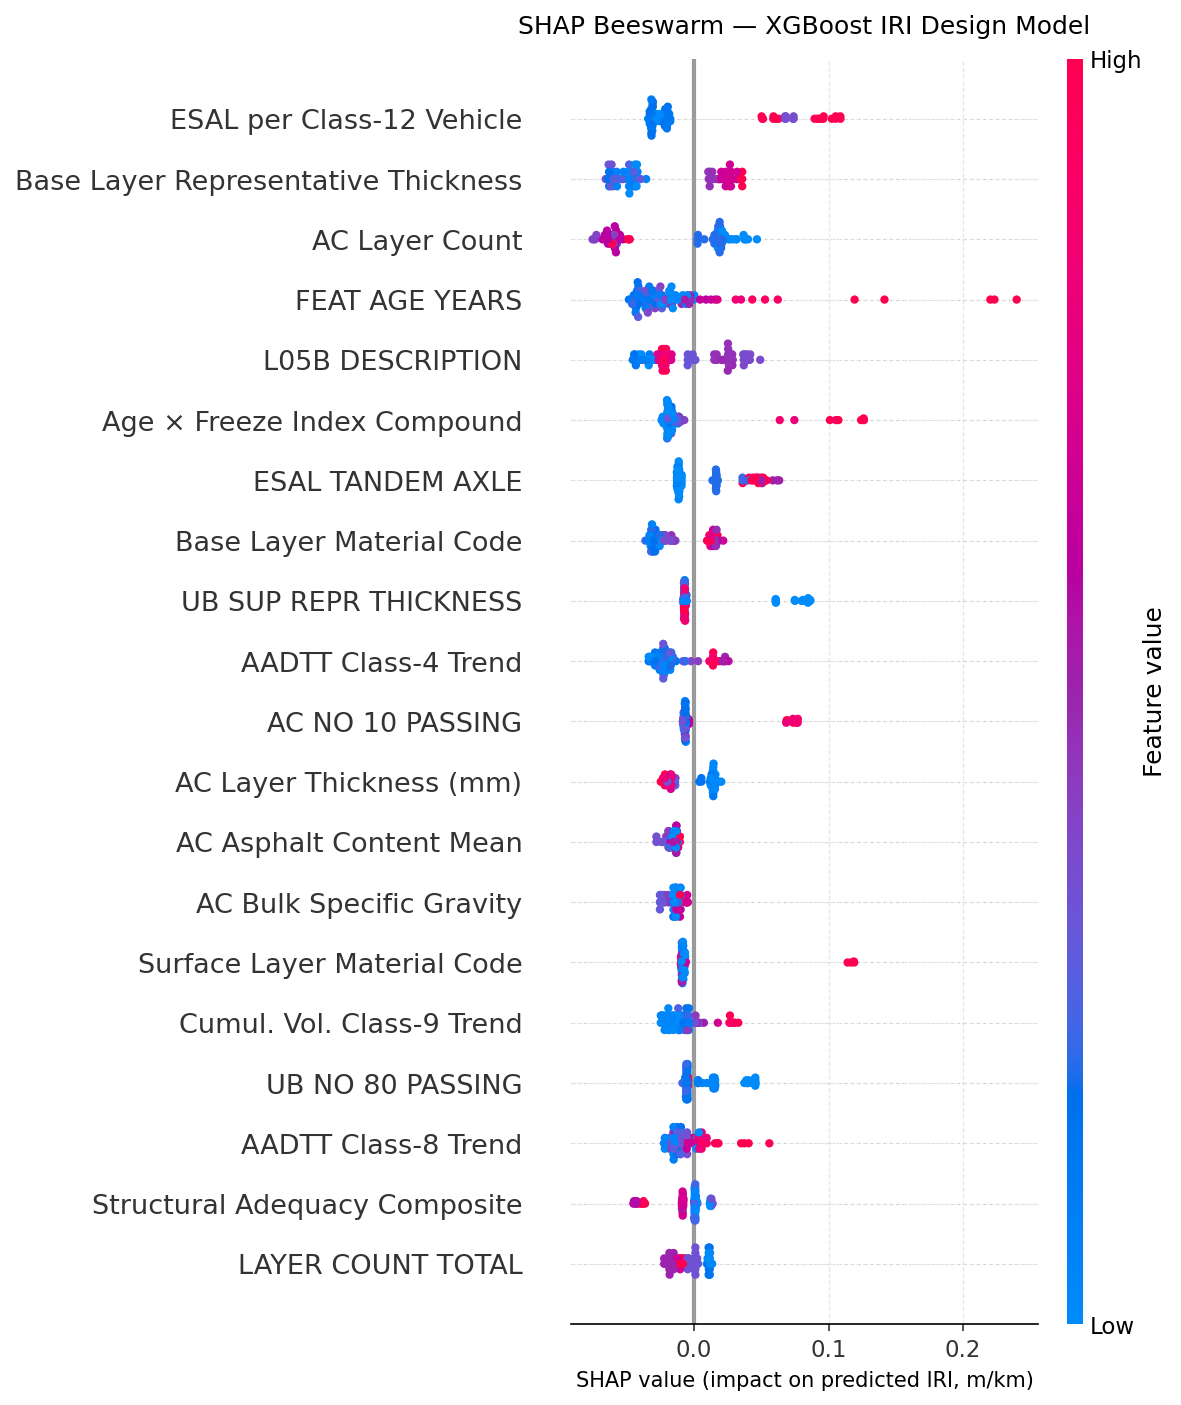 SHAP Beeswarm — XGBoost IRI Design Model
High
ESAL per Class-12 Vehicle
Base Layer Representative Thickness
AC Layer Count
FEAT AGE YEARS
L05B DESCRIPTION
Age × Freeze Index Compound
ESAL TANDEM AXLE
Base Layer Material Code
UB SUP REPR THICKNESS
AADTT Class-4 Trend
AC NO 10 PASSING
AC Layer Thickness (mm)
AC Asphalt Content Mean
AC Bulk Specific Gravity
Surface Layer Material Code
Cumul. Vol. Class-9 Trend
UB NO 80 PASSING
AADTT Class-8 Trend
Structural Adequacy Composite
LAYER COUNT TOTAL
Feature value
Low
0.0 0.1 0.2
SHAP value (impact on predicted IRI, m/km)